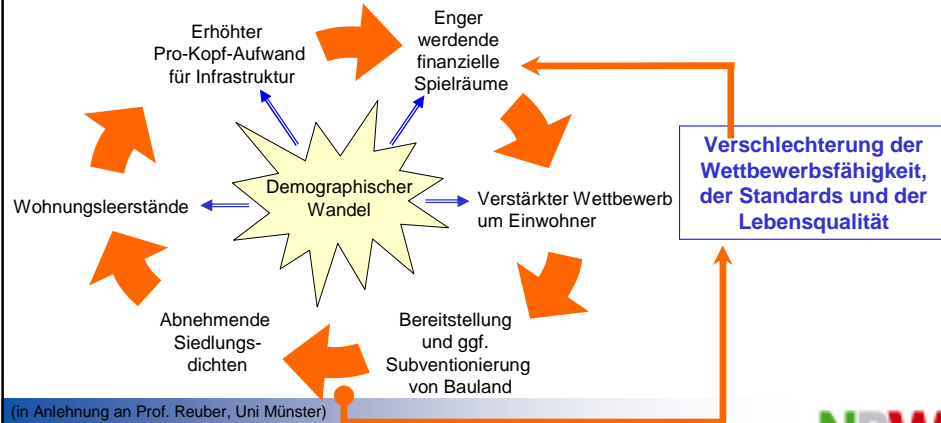 Erhöhter
Pro-Kopf-Aufwand
für Infrastruktur
Enger
werdende
finanzielle
Spielräume
Verschlechterung der
Wettbewerbsfähigkeit,
der Standards und der
Lebensqualität
Demographischer
Wandel
Wohnungsleerstände
Verstärkter Wettbewerb
um Einwohner
Abnehmende
Siedlungs-
dichten
Bereitstellung
und ggf.
Subventionierung
von Bauland
(in Anlehnung an Prof. Reuber, Uni Münster)
NRW